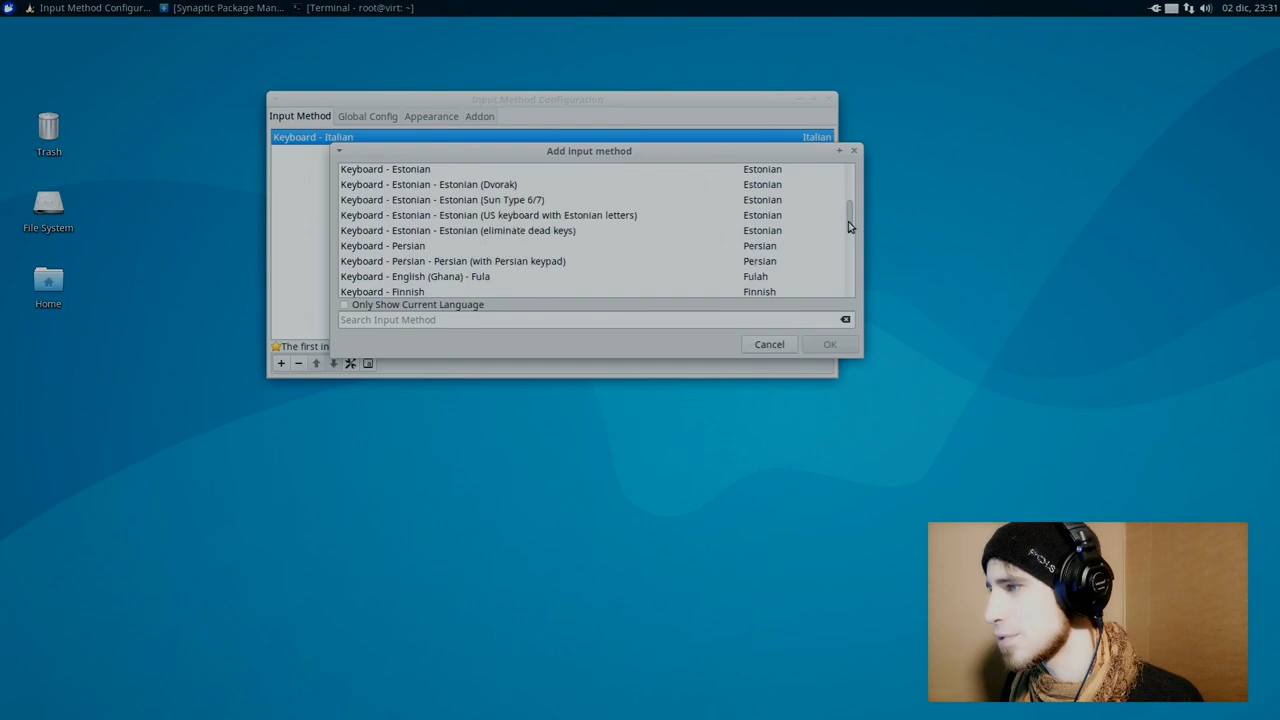 Input Method Configur...
[Synaptic Package Man...
[Terminal - root@virt: ~]
02 dic, 23:31
Trash
File System
Home
Input Method Configuration
Input Method
Global Config
Appearance
Addon
Keyboard - Italian Italian
Add input method
Keyboard - Estonian Estonian
Keyboard - Estonian - Estonian (Dvorak) Estonian
Keyboard - Estonian - Estonian (Sun Type 6/7) Estonian
Keyboard - Estonian - Estonian (US keyboard with Estonian letters) Estonian
Keyboard - Estonian - Estonian (eliminate dead keys) Estonian
Keyboard - Persian Persian
Keyboard - Persian - Persian (with Persian keypad) Persian
Keyboard - English (Ghana) - Fula Fulah
Keyboard - Finnish Finnish
Only Show Current Language
Search Input Method
Cancel
OK
The first in